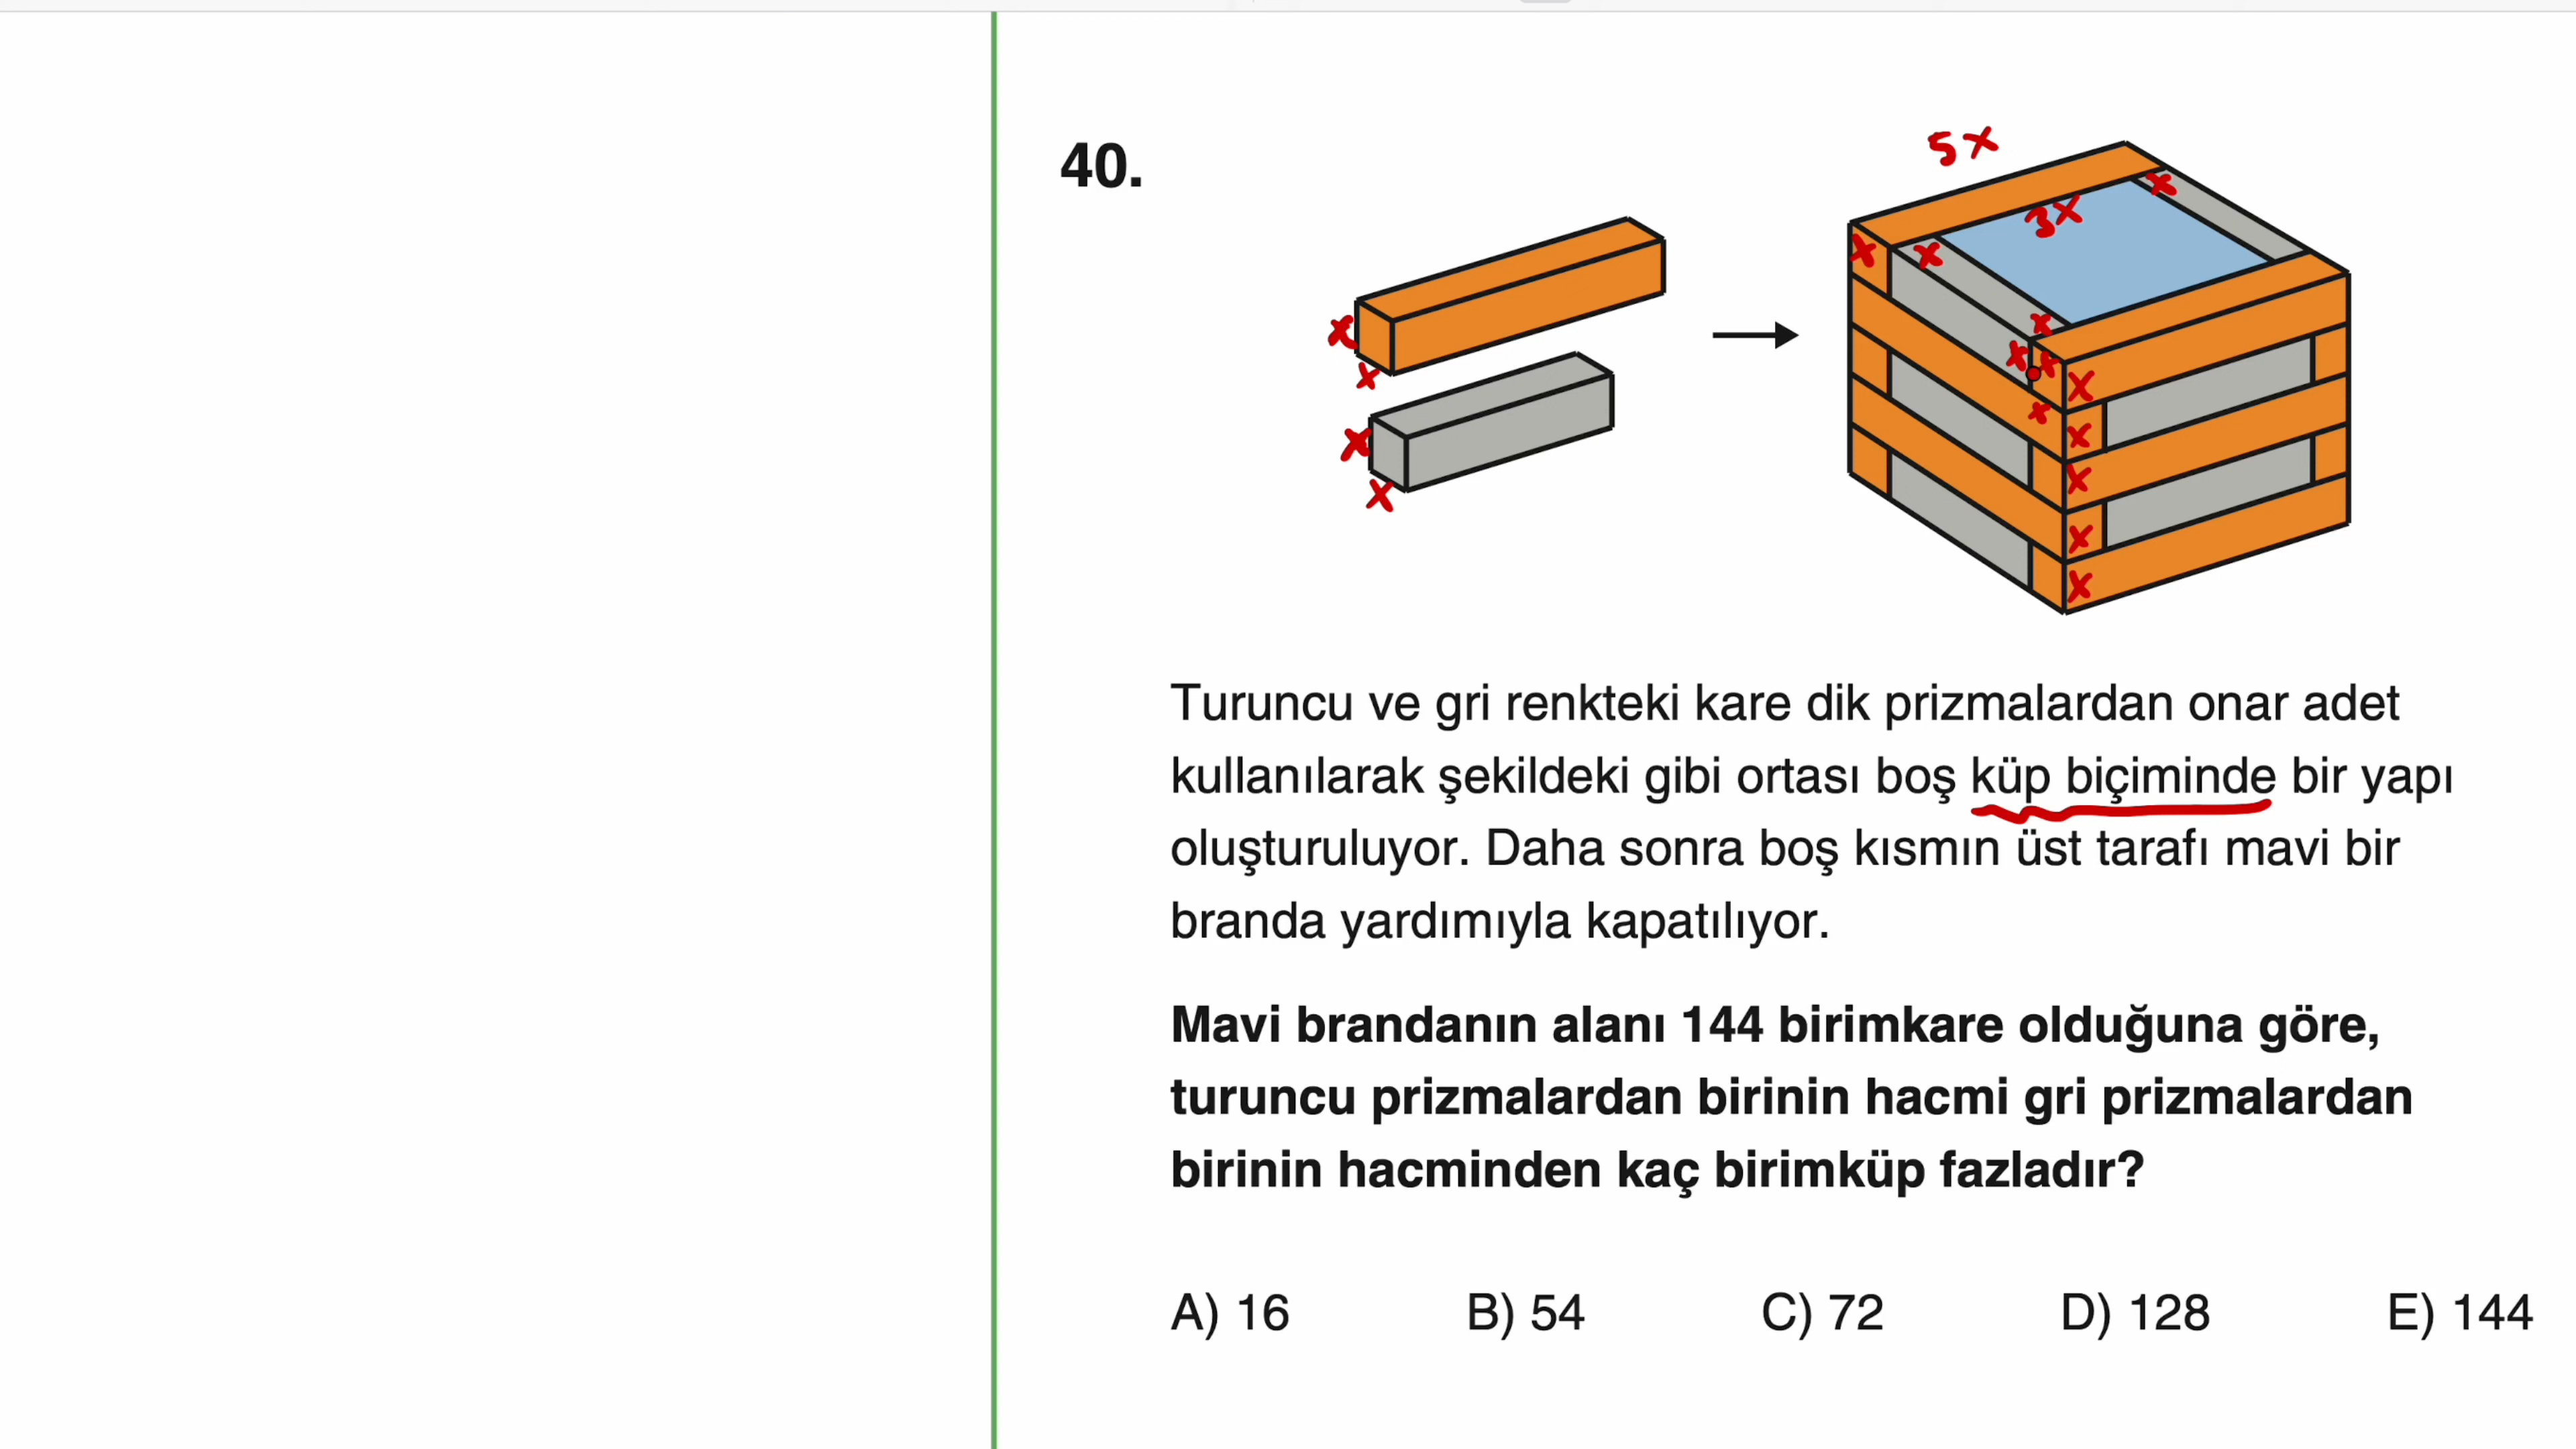 40.
5x
x
x
3x
x
x
x
x
x
x
x
x
x
x
x
x
x
x
Turuncu ve gri renkteki kare dik prizmalardan onar adet
kullanılarak şekildeki gibi ortası boş küp biçiminde bir yapı
oluşturuluyor. Daha sonra boş kısmın üst tarafı mavi bir
branda yardımıyla kapatılıyor.
Mavi brandanın alanı 144 birimkare olduğuna göre,
turuncu prizmalardan birinin hacmi gri prizmalardan
birinin hacminden kaç birimküp fazladır?
A) 16 B) 54 C) 72 D) 128 E) 144